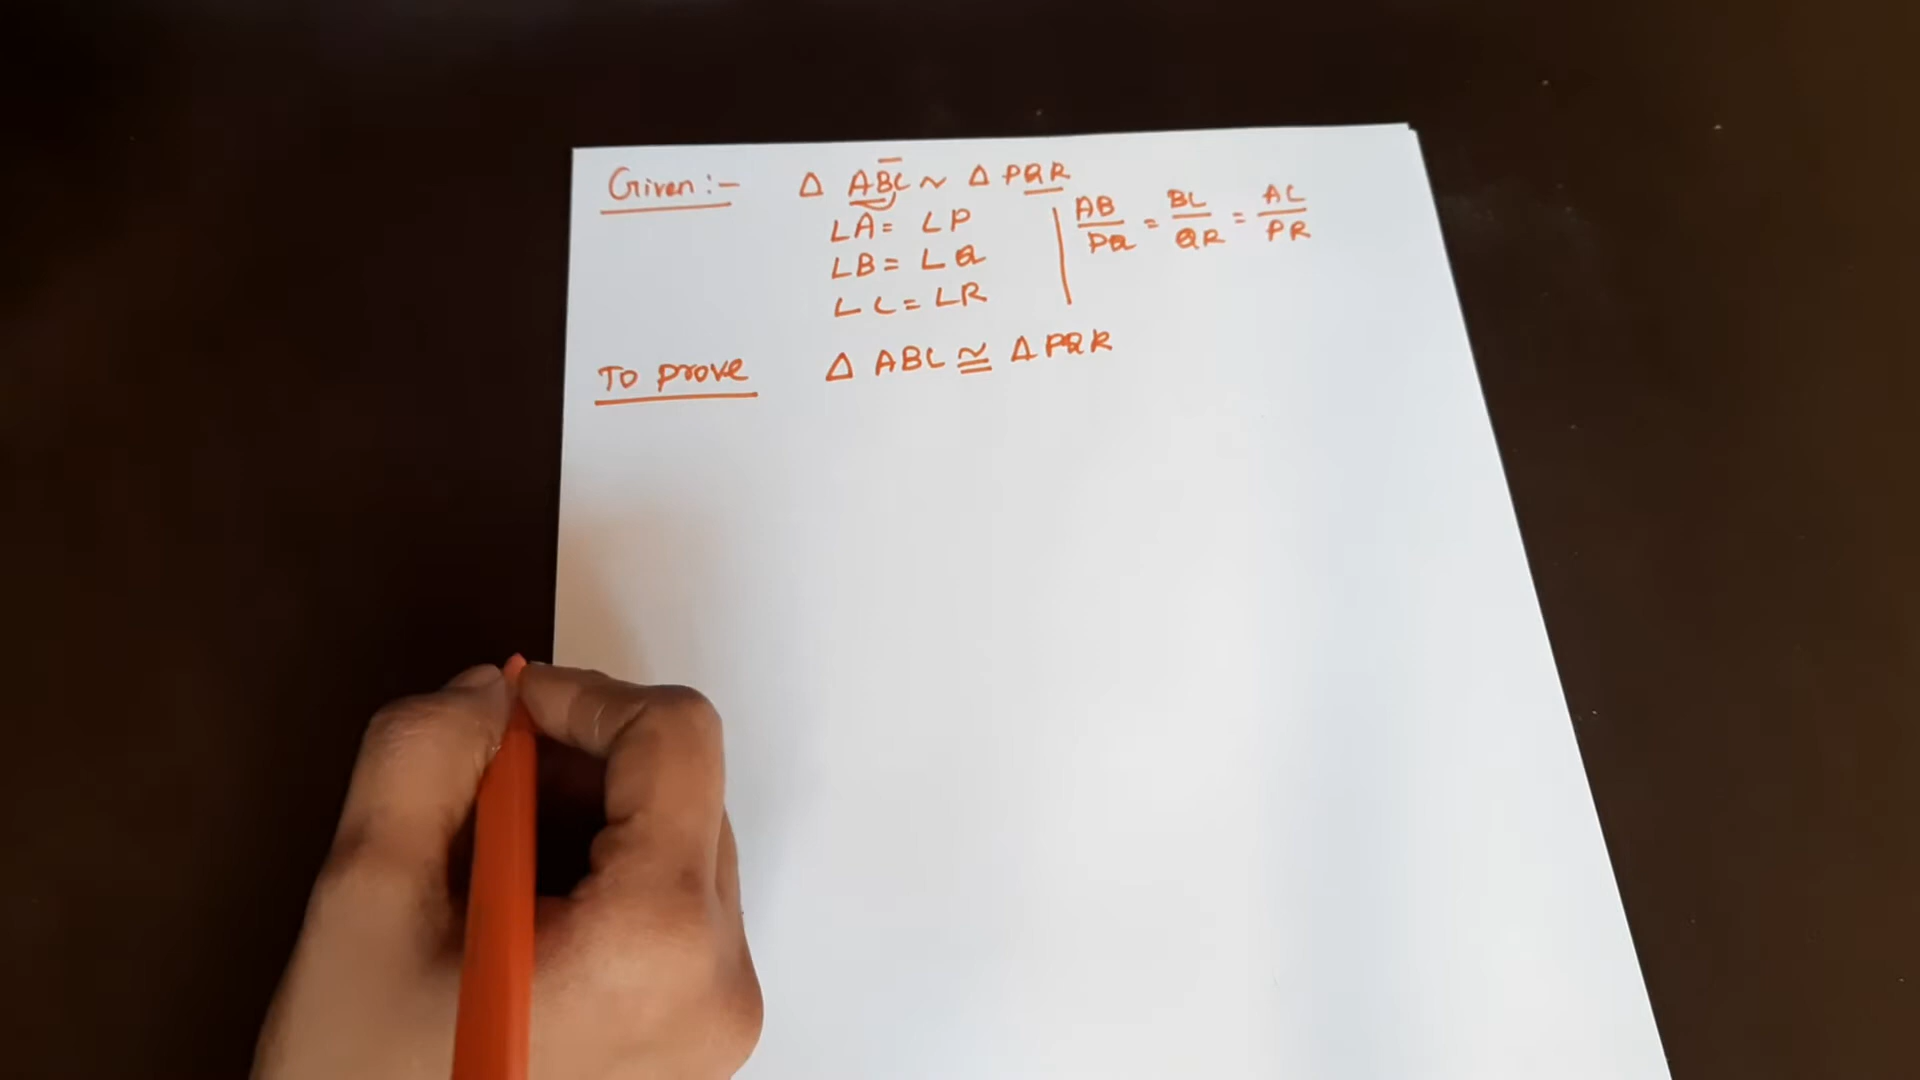 Given :- Δ ABC ~ Δ PQR
∠A = ∠P
∠B = ∠Q
∠C = ∠R
AB/PQ = BC/QR = AC/PR
To prove Δ ABC ≅ Δ PQR